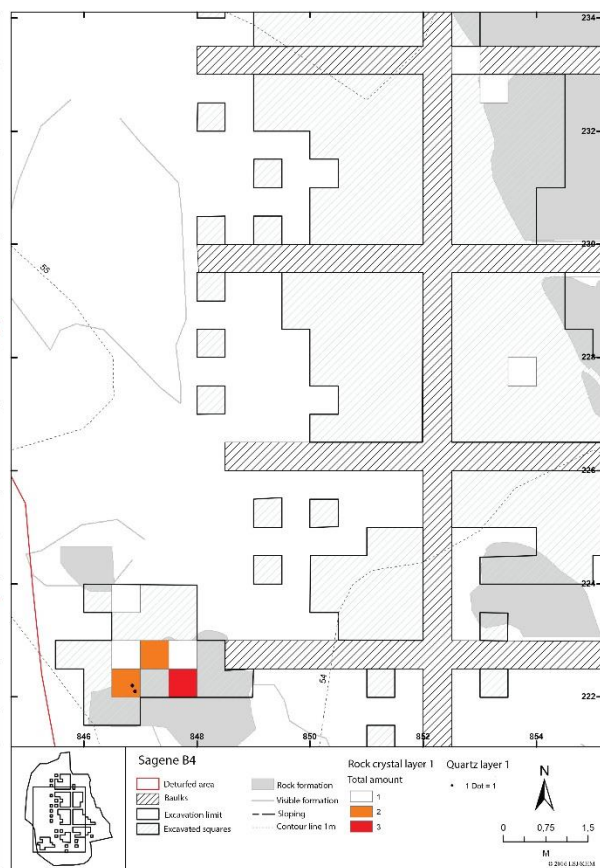 234
232
230
228
226
224
222
55
54
846
848
850
852
854
Sagene B4
Deturfed area
Baulks
Excavation limit
Excavated squares
Rock formation
Visible formation
Sloping
Contour line 1m
Rock crystal layer 1
Total amount
1
2
3
Quartz layer 1
1 Dot = 1
N
0 0,75 1,5
M